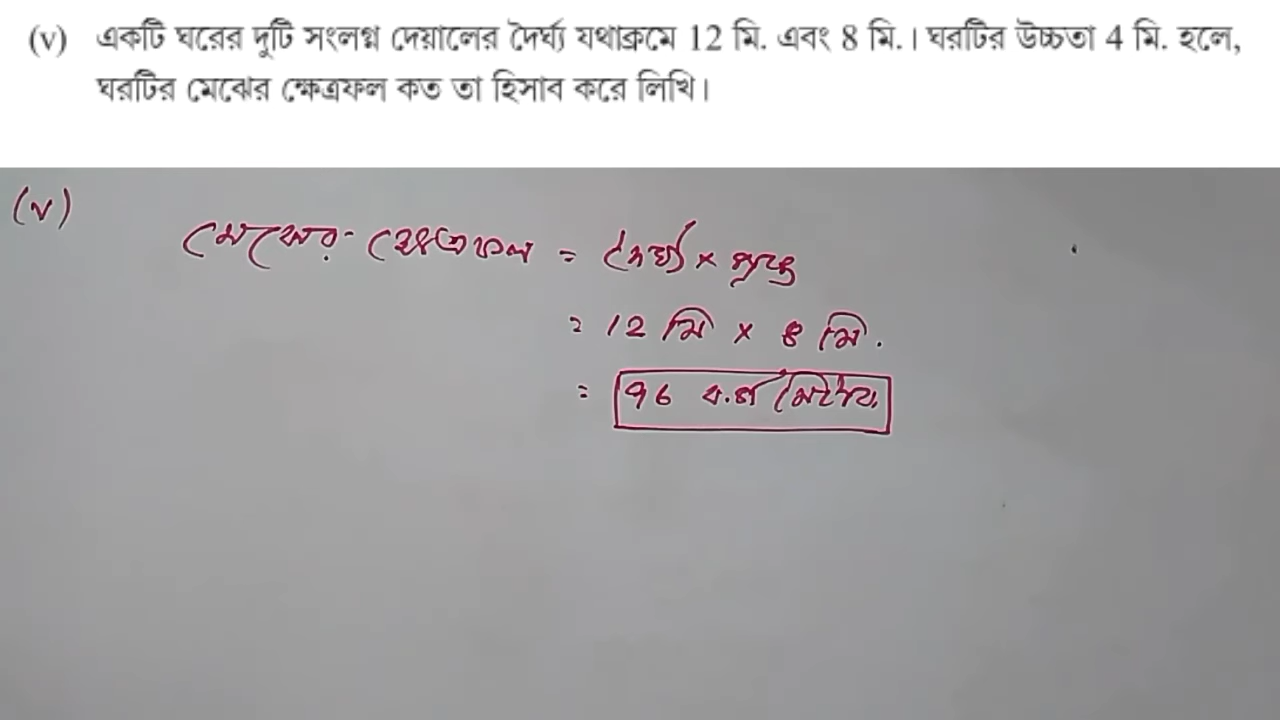 (v) একটি ঘরের দুটি সংলগ্ন দেয়ালের দৈর্ঘ্য যথাক্রমে 12 মি. এবং 8 মি.। ঘরটির উচ্চতা 4 মি. হলে,
ঘরটির মেঝের ক্ষেত্রফল কত তা হিসাব করে লিখি।
(v)
মেঝের ক্ষেত্রফল = দৈর্ঘ্য × প্রস্থ
= 12 মি × 8 মি.
= 96 বর্গ মিটার